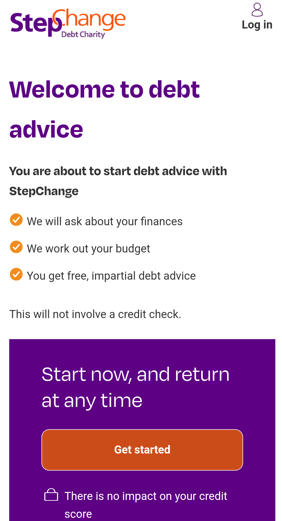 StepChange
Debt Charity
Log in
Welcome to debt
advice
You are about to start debt advice with
StepChange
We will ask about your finances
We work out your budget
You get free, impartial debt advice
This will not involve a credit check.
Start now, and return
at any time
Get started
There is no impact on your credit
score